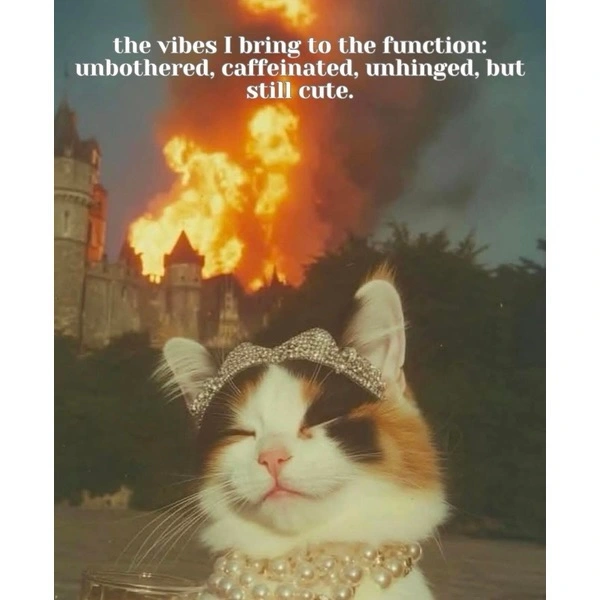 the vibes I bring to the function:
unbothered, caffeinated, unhinged, but
still cute.